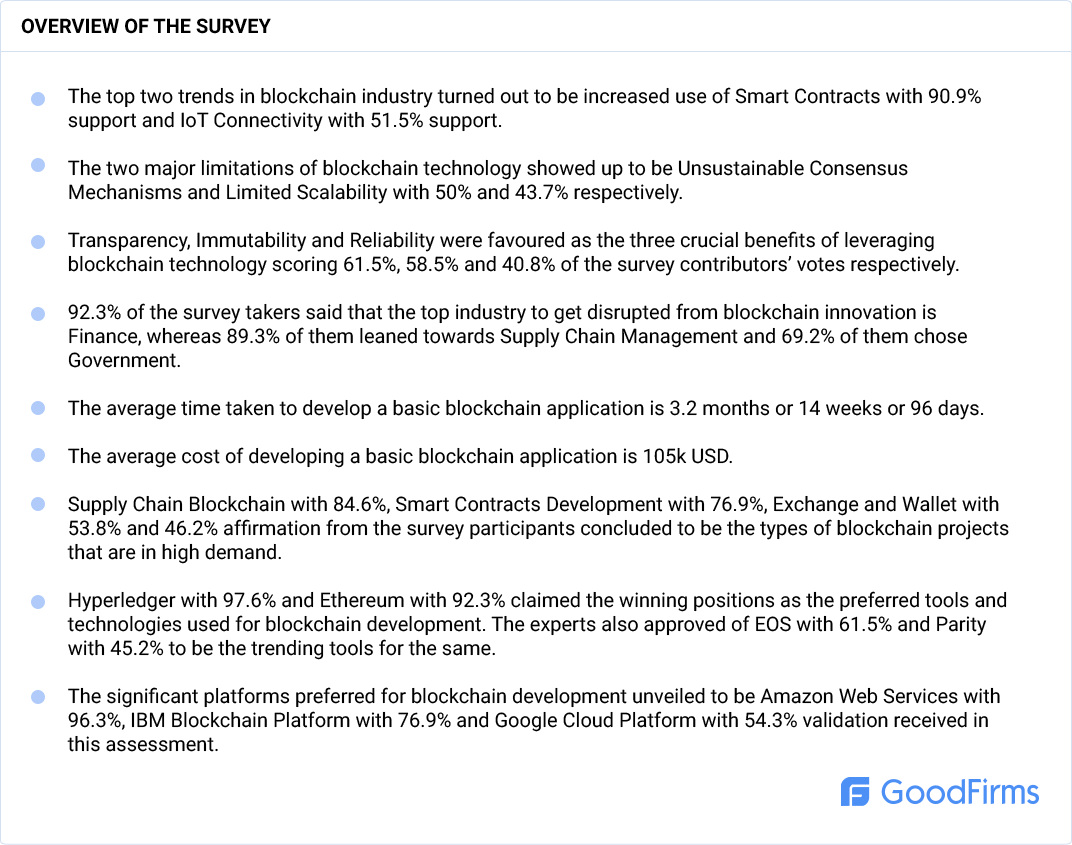 OVERVIEW OF THE SURVEY
The top two trends in blockchain industry turned out to be increased use of Smart Contracts with 90.9%
support and IoT Connectivity with 51.5% support.
The two major limitations of blockchain technology showed up to be Unsustainable Consensus
Mechanisms and Limited Scalability with 50% and 43.7% respectively.
Transparency, Immutability and Reliability were favoured as the three crucial benefits of leveraging
blockchain technology scoring 61.5%, 58.5% and 40.8% of the survey contributors’ votes respectively.
92.3% of the survey takers said that the top industry to get disrupted from blockchain innovation is
Finance, whereas 89.3% of them leaned towards Supply Chain Management and 69.2% of them chose
Government.
The average time taken to develop a basic blockchain application is 3.2 months or 14 weeks or 96 days.
The average cost of developing a basic blockchain application is 105k USD.
Supply Chain Blockchain with 84.6%, Smart Contracts Development with 76.9%, Exchange and Wallet with
53.8% and 46.2% affirmation from the survey participants concluded to be the types of blockchain projects
that are in high demand.
Hyperledger with 97.6% and Ethereum with 92.3% claimed the winning positions as the preferred tools and
technologies used for blockchain development. The experts also approved of EOS with 61.5% and Parity
with 45.2% to be the trending tools for the same.
The significant platforms preferred for blockchain development unveiled to be Amazon Web Services with
96.3%, IBM Blockchain Platform with 76.9% and Google Cloud Platform with 54.3% validation received in
this assessment.
GoodFirms